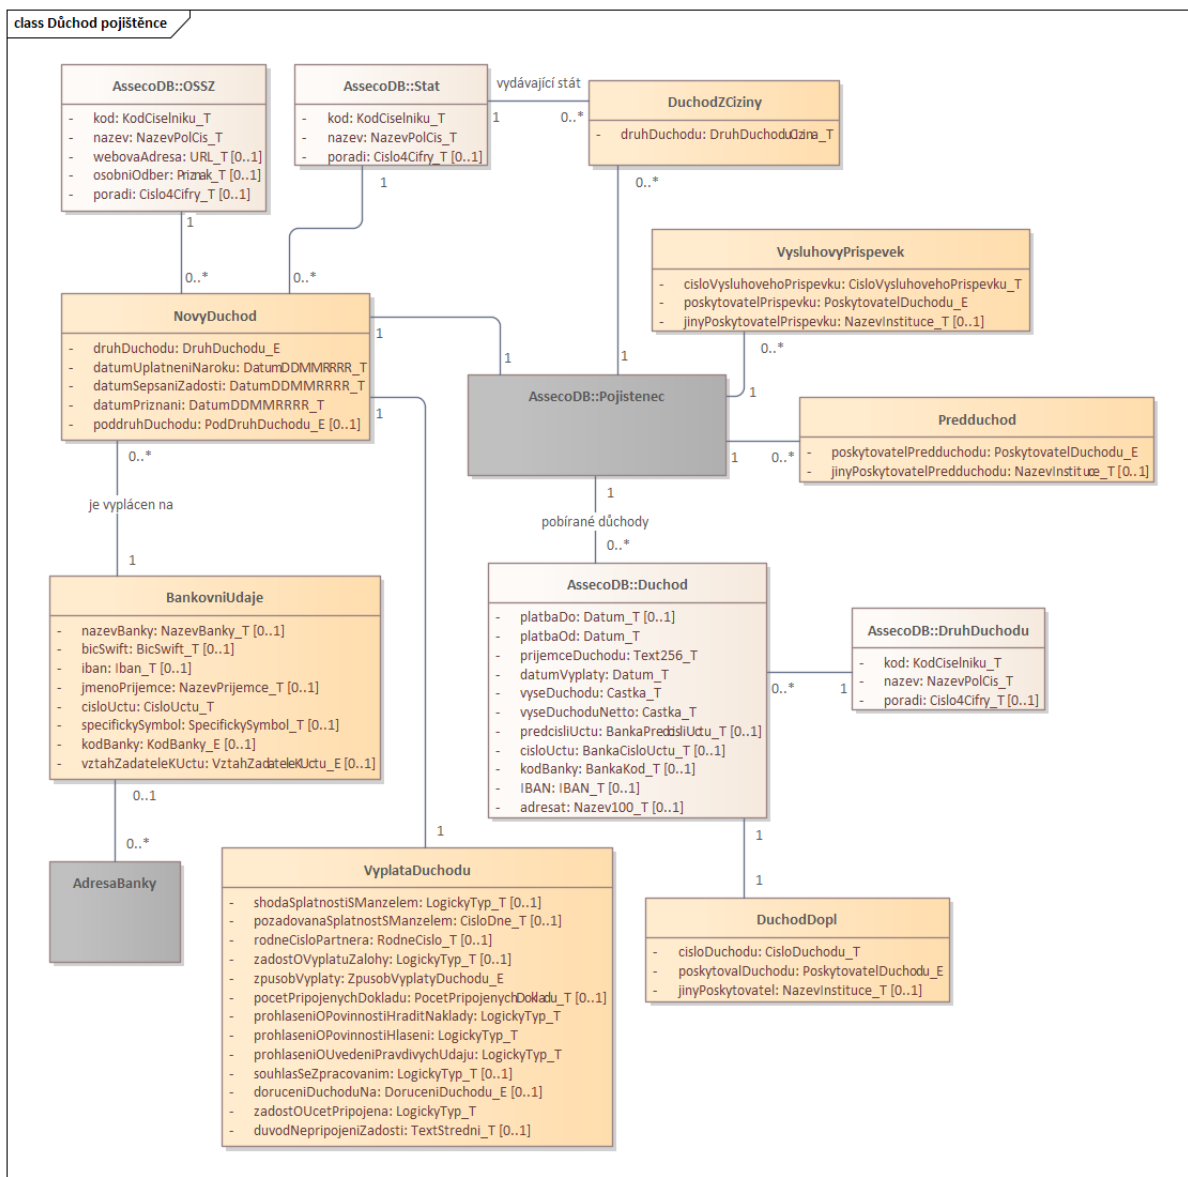 class Důchod pojištěnce
AssecoDB::OSSZ
- kod: KodCiselniku_T
- nazev: NazevPolCis_T
- webovaAdresa: URL_T [0..1]
- osobniOdber: Priznak_T [0..1]
- poradi: Cislo4Cifry_T [0..1]
AssecoDB::Stat
- kod: KodCiselniku_T
- nazev: NazevPolCis_T
- poradi: Cislo4Cifry_T [0..1]
vydávající stát
1
0..*
DuchodZCiziny
- druhDuchodu: DruhDuchoduCizina_T
1
0..*
1
0..*
0..*
1
VysluhovyPrispevek
- cisloVysluhovehoPrispevku: CisloVysluhovehoPrispevku_T
- poskytovatelPrispevku: PoskytovatelDuchodu_E
- jinyPoskytovatelPrispevku: NazevInstituce_T [0..1]
0..*
1
NovyDuchod
- druhDuchodu: DruhDuchodu_E
- datumUplatneniNaroku: DatumDDMMRRRR_T
- datumSepsaniZadosti: DatumDDMMRRRR_T
- datumPriznani: DatumDDMMRRRR_T
- poddruhDuchodu: PodDruhDuchodu_E [0..1]
1
1
1
AssecoDB::Pojistenec
Predduchod
- poskytovatelPredduchodu: PoskytovatelDuchodu_E
- jinyPoskytovatelPredduchodu: NazevInstituce_T [0..1]
1
0..*
0..*
je vyplácen na
1
1
pobírané důchody
0..*
BankovniUdaje
- nazevBanky: NazevBanky_T [0..1]
- bicSwift: BicSwift_T [0..1]
- iban: Iban_T [0..1]
- jmenoPrijemce: NazevPrijemce_T [0..1]
- cisloUctu: CisloUctu_T
- specifickySymbol: SpecifickySymbol_T [0..1]
- kodBanky: KodBanky_E [0..1]
- vztahZadateleKUctu: VztahZadateleKUctu_E [0..1]
AssecoDB::Duchod
- platbaDo: Datum_T [0..1]
- platbaOd: Datum_T
- prijemceDuchodu: Text256_T
- datumVyplaty: Datum_T
- vyseDuchodu: Castka_T
- vyseDuchoduNetto: Castka_T
- predcisliUctu: BankaPredcisliUctu_T [0..1]
- cisloUctu: BankaCisloUctu_T [0..1]
- kodBanky: BankaKod_T [0..1]
- IBAN: IBAN_T [0..1]
- adresat: Nazev100_T [0..1]
AssecoDB::DruhDuchodu
- kod: KodCiselniku_T
- nazev: NazevPolCis_T
- poradi: Cislo4Cifry_T [0..1]
0..*
1
0..1
0..*
AdresaBanky
1
VyplataDuchodu
- shodaSplatnostiSManzelem: LogickyTyp_T [0..1]
- pozadovanaSplatnostSManzelem: CisloDne_T [0..1]
- rodneCisloPartnera: RodneCislo_T [0..1]
- zadostOVyplatuZalohy: LogickyTyp_T [0..1]
- zpusobVyplaty: ZpusobVyplatyDuchodu_E
- pocetPripojenychDokladu: PocetPripojenychDokladu_T [0..1]
- prohlaseniOPovinnostiHraditNaklady: LogickyTyp_T
- prohlaseniOPovinnostiHlaseni: LogickyTyp_T
- prohlaseniOUvedeniPravdivychUdaju: LogickyTyp_T
- souhlasSeZpracovanim: LogickyTyp_T [0..1]
- doruceniDuchoduNa: DoruceniDuchodu_E [0..1]
- zadostOUcetPripojena: LogickyTyp_T
- duvodNepripojeniZadosti: TextStredni_T [0..1]
1
1
DuchodDopl
- cisloDuchodu: CisloDuchodu_T
- poskytovalDuchodu: PoskytovatelDuchodu_E
- jinyPoskytovatel: NazevInstituce_T [0..1]